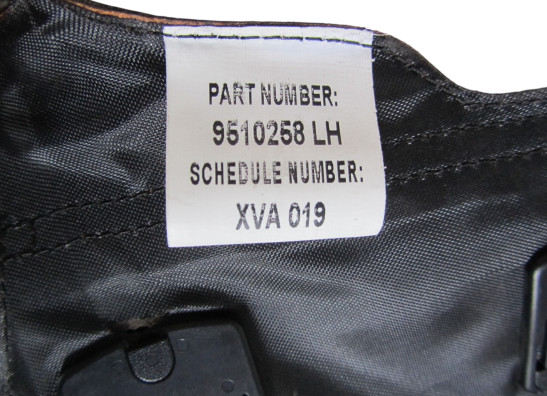 PART NUMBER:
9510258 LH
SCHEDULE NUMBER:
XVA 019